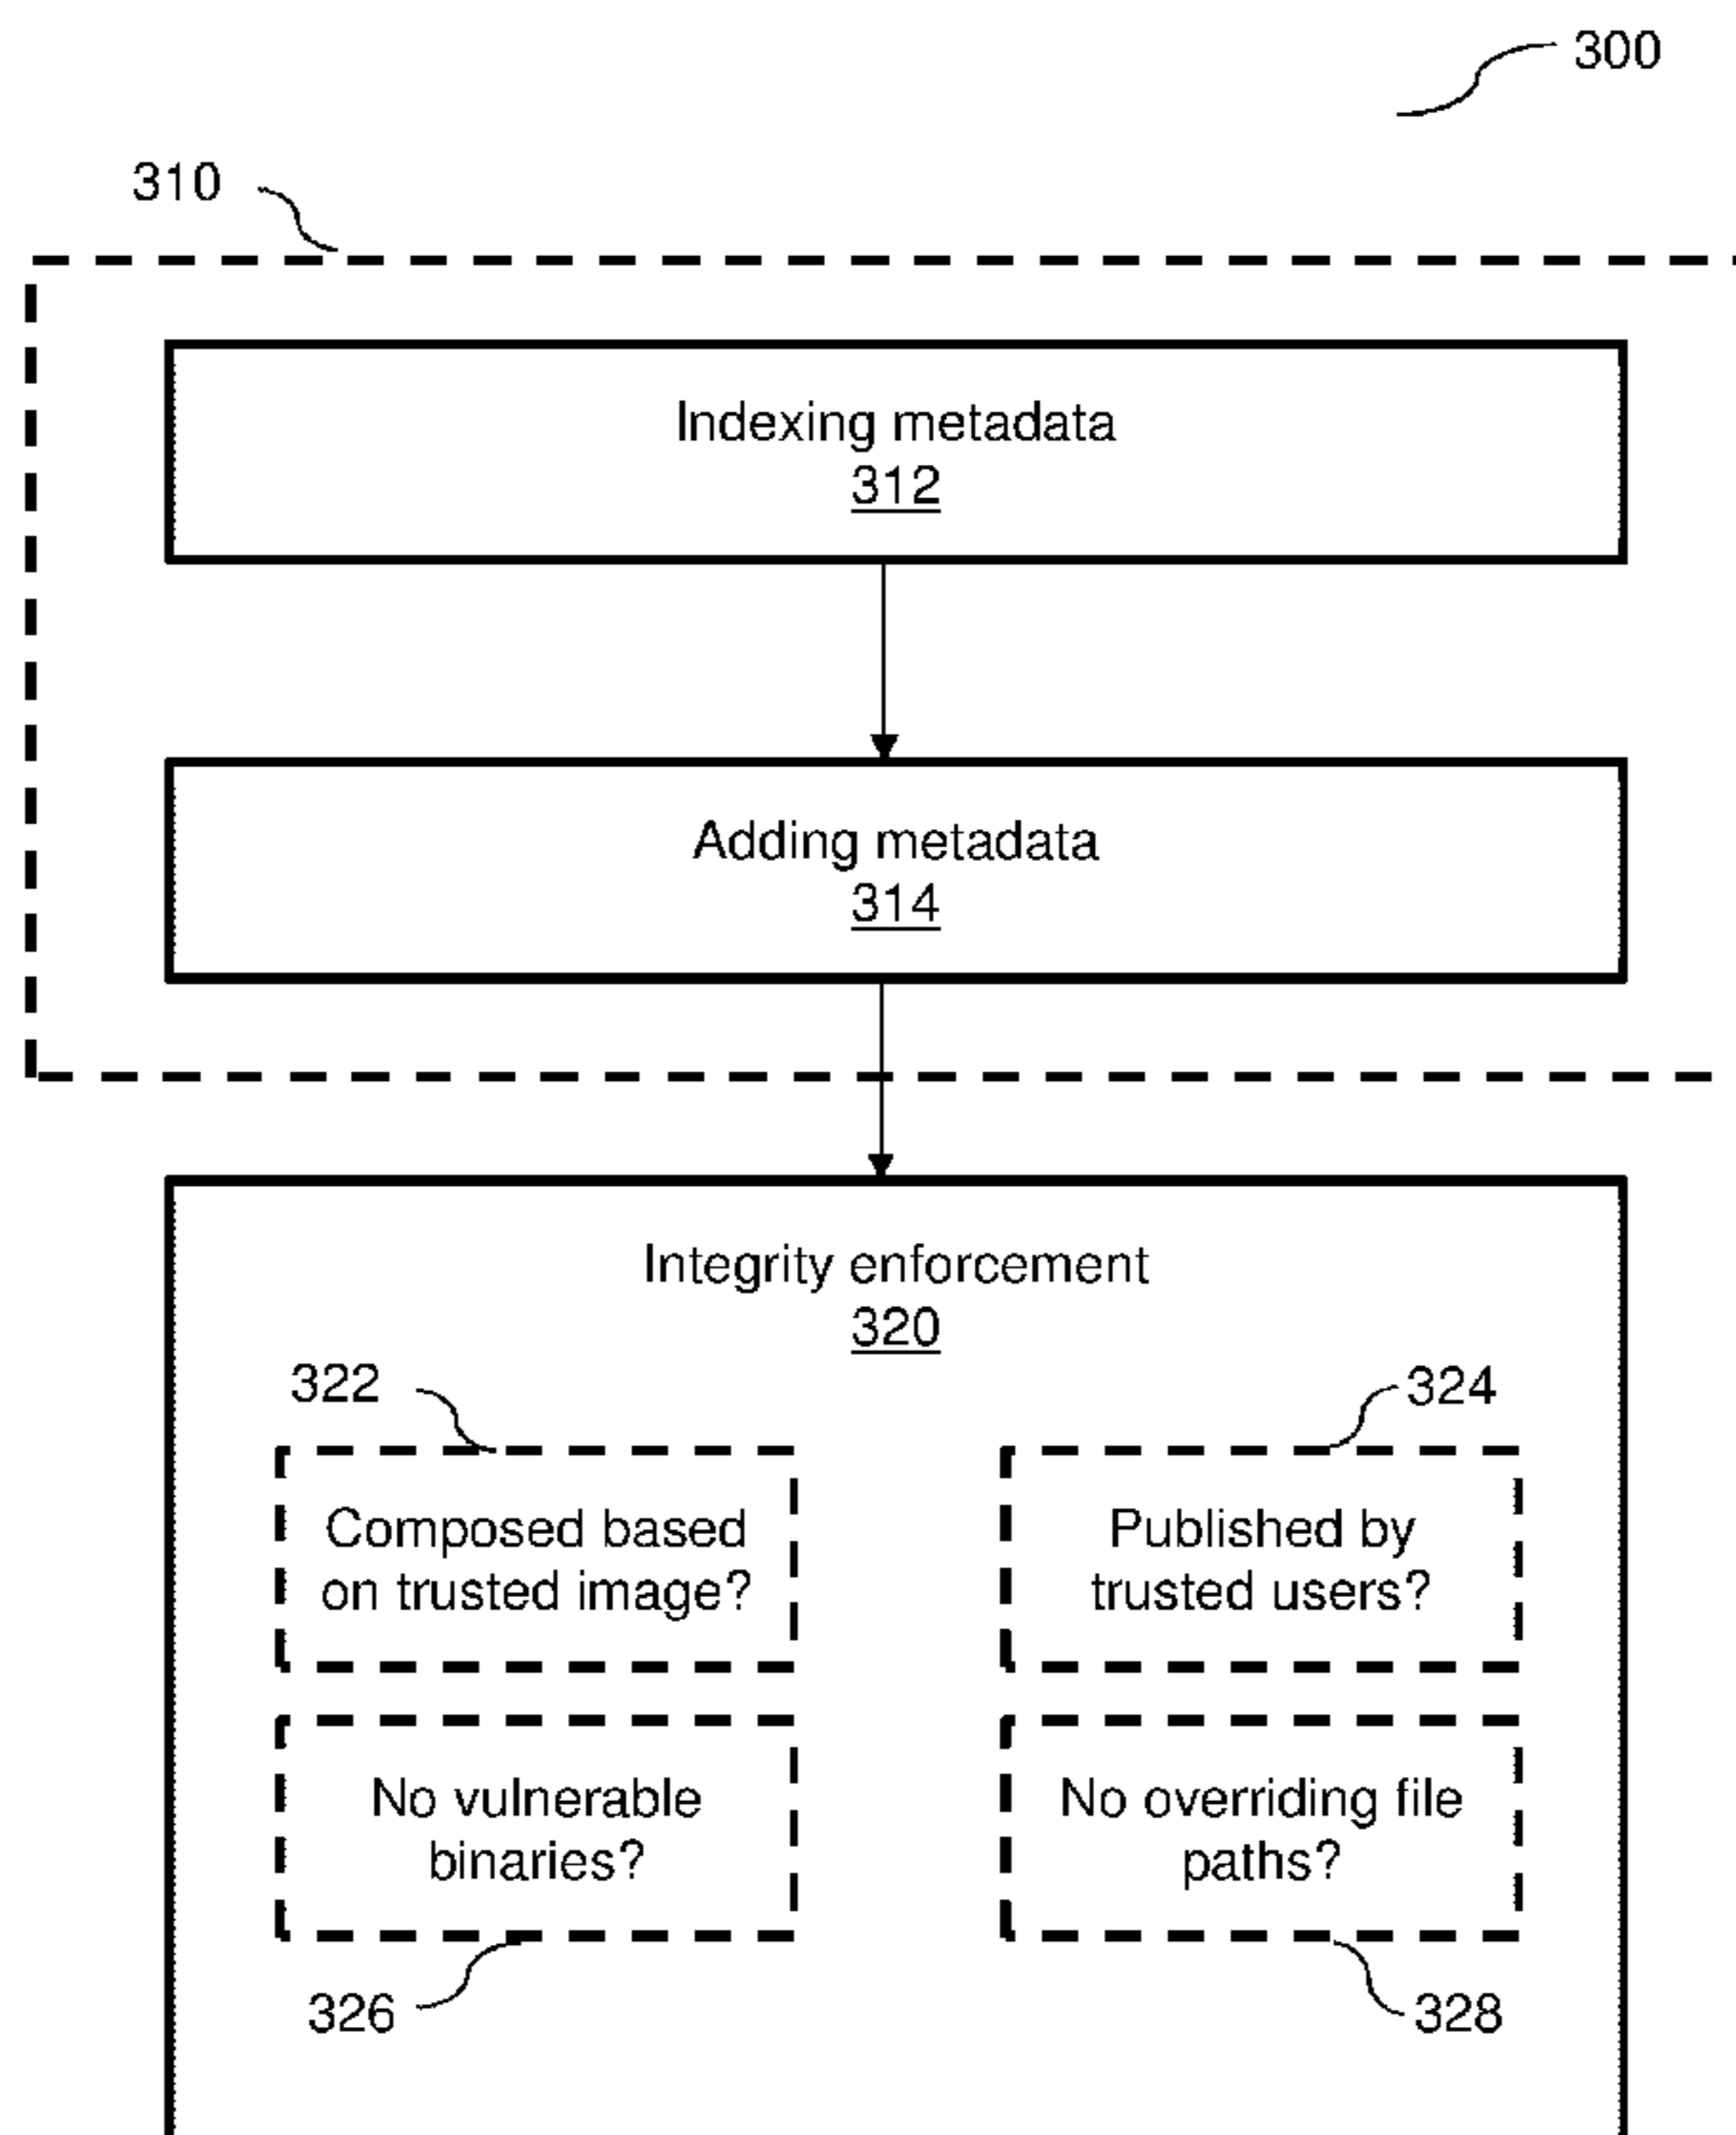 300
310
Indexing metadata
312
Adding metadata
314
Integrity enforcement
320
322
324
Composed based
on trusted image?
Published by
trusted users?
No vulnerable
binaries?
No overriding file
paths?
326
328